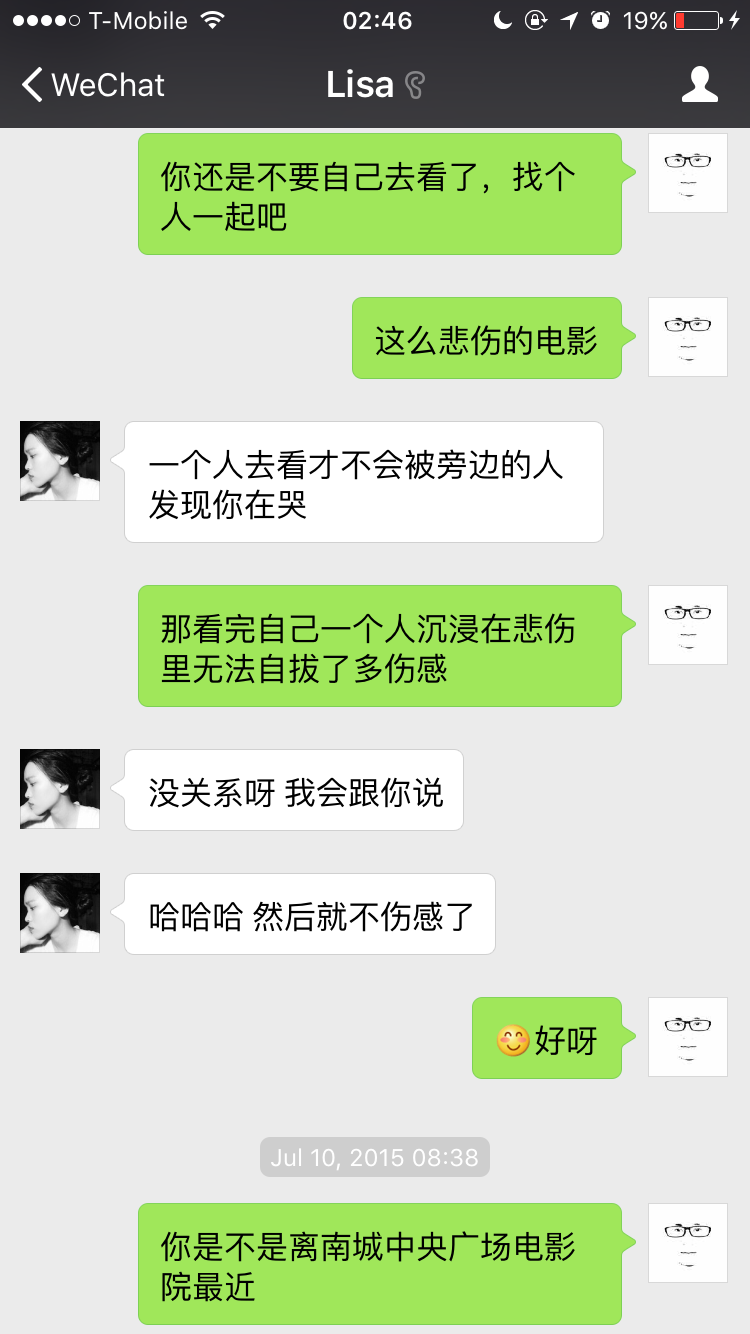 T-Mobile 02:46 19%
WeChat Lisa
你还是不要自己去看了，找个
人一起吧
这么悲伤的电影
一个人去看才不会被旁边的人
发现你在哭
那看完自己一个人沉浸在悲伤
里无法自拔了多伤感
没关系呀 我会跟你说
哈哈哈 然后就不伤感了
😊好呀
Jul 10, 2015 08:38
你是不是离南城中央广场电影
院最近